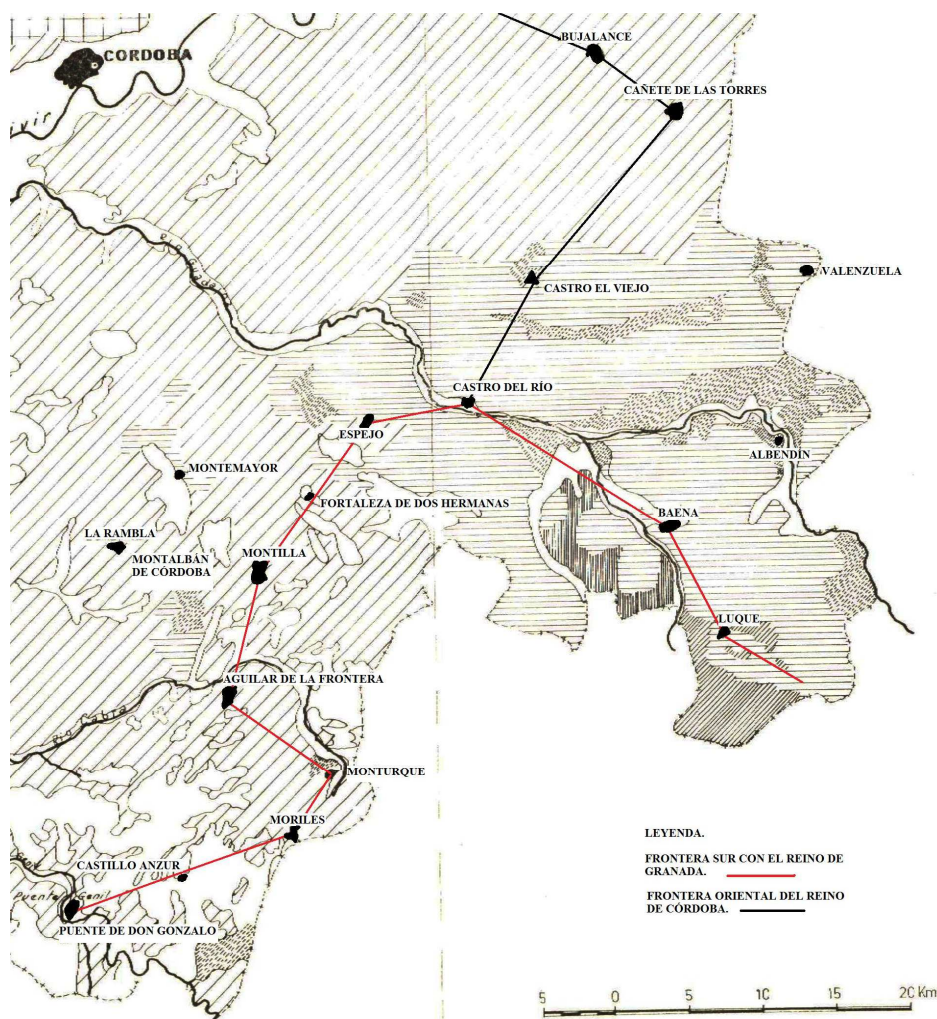 CORDOBA
BUJALANCE
CAÑETE DE LAS TORRES
ivir
VALENZUELA
CASTRO EL VIEJO
CASTRO DEL RÍO
ESPEJO
ALBENDÍN
MONTEMAYOR
FORTALEZA DE DOS HERMANAS
BAENA
LA RAMBLA
MONTILLA
MONTALBÁN
DE CÓRDOBA
LUQUE
AGUILAR DE LA FRONTERA
Río Cabra
MONTURQUE
MORILES
CASTILLO ANZUR
Puente Genil
PUENTE DE DON GONZALO
LEYENDA.
FRONTERA SUR CON EL REINO DE
GRANADA.
FRONTERA ORIENTAL DEL REINO
DE CÓRDOBA.
5 0 5 10 15 20 Km